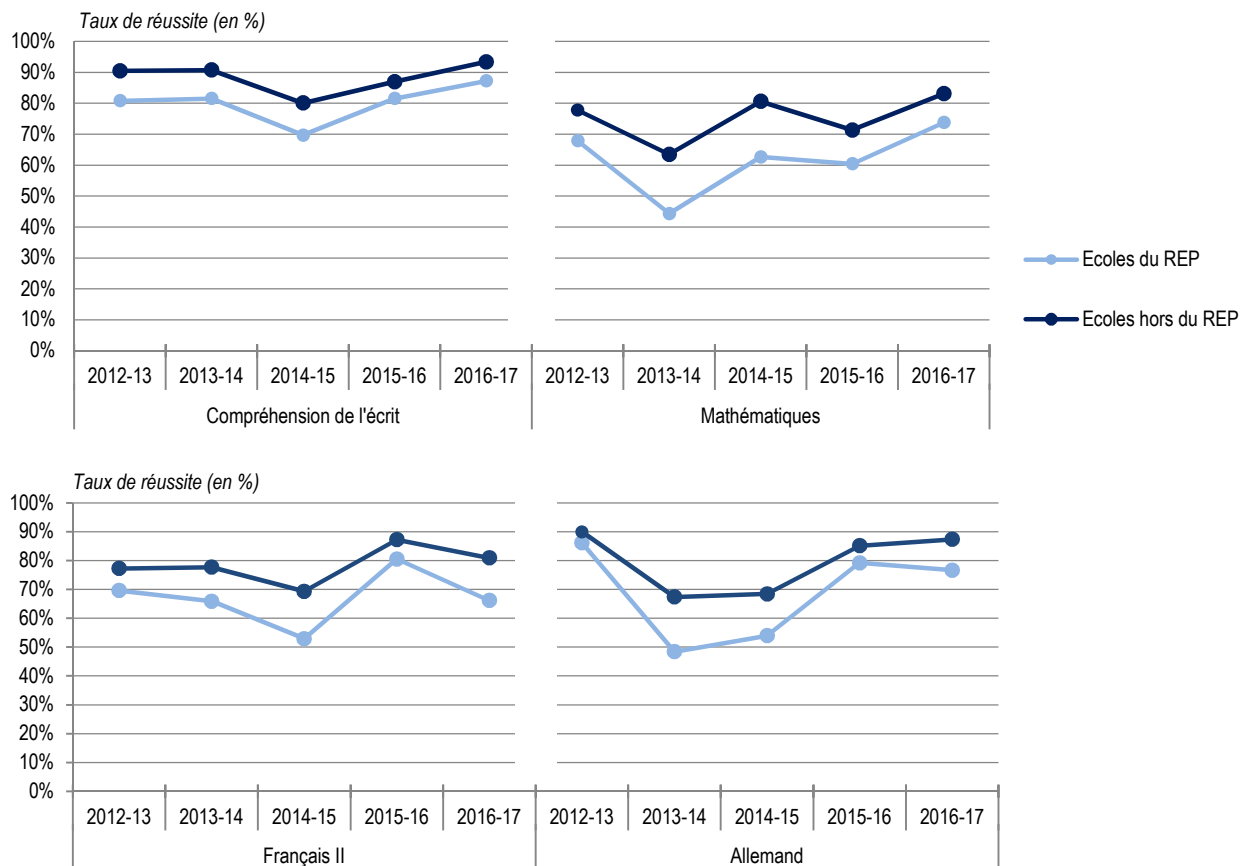 Taux de réussite (en %)
100%
90%
80%
70%
60%
50%
40%
30%
20%
10%
0%
2012-13 2013-14 2014-15 2015-16 2016-17 2012-13 2013-14 2014-15 2015-16 2016-17
Compréhension de l'écrit Mathématiques
Ecoles du REP
Ecoles hors du REP
Taux de réussite (en %)
100%
90%
80%
70%
60%
50%
40%
30%
20%
10%
0%
2012-13 2013-14 2014-15 2015-16 2016-17 2012-13 2013-14 2014-15 2015-16 2016-17
Français II Allemand